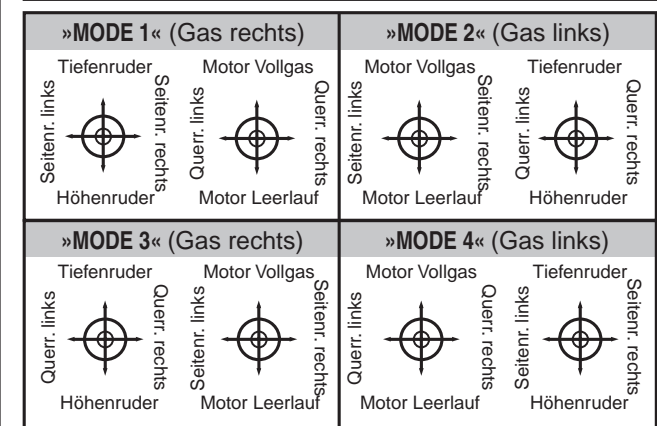 »MODE 1« (Gas rechts)
Tiefenruder
Motor Vollgas
Seitenr. links
Seitenr. rechts
Querr. links
Querr. rechts
Höhenruder
Motor Leerlauf
»MODE 2« (Gas links)
Motor Vollgas
Tiefenruder
Seitenr. links
Seitenr. rechts
Querr. links
Querr. rechts
Motor Leerlauf
Höhenruder
»MODE 3« (Gas rechts)
Tiefenruder
Motor Vollgas
Querr. links
Querr. rechts
Seitenr. links
Seitenr. rechts
Höhenruder
Motor Leerlauf
»MODE 4« (Gas links)
Motor Vollgas
Tiefenruder
Querr. links
Querr. rechts
Seitenr. links
Seitenr. rechts
Motor Leerlauf
Höhenruder